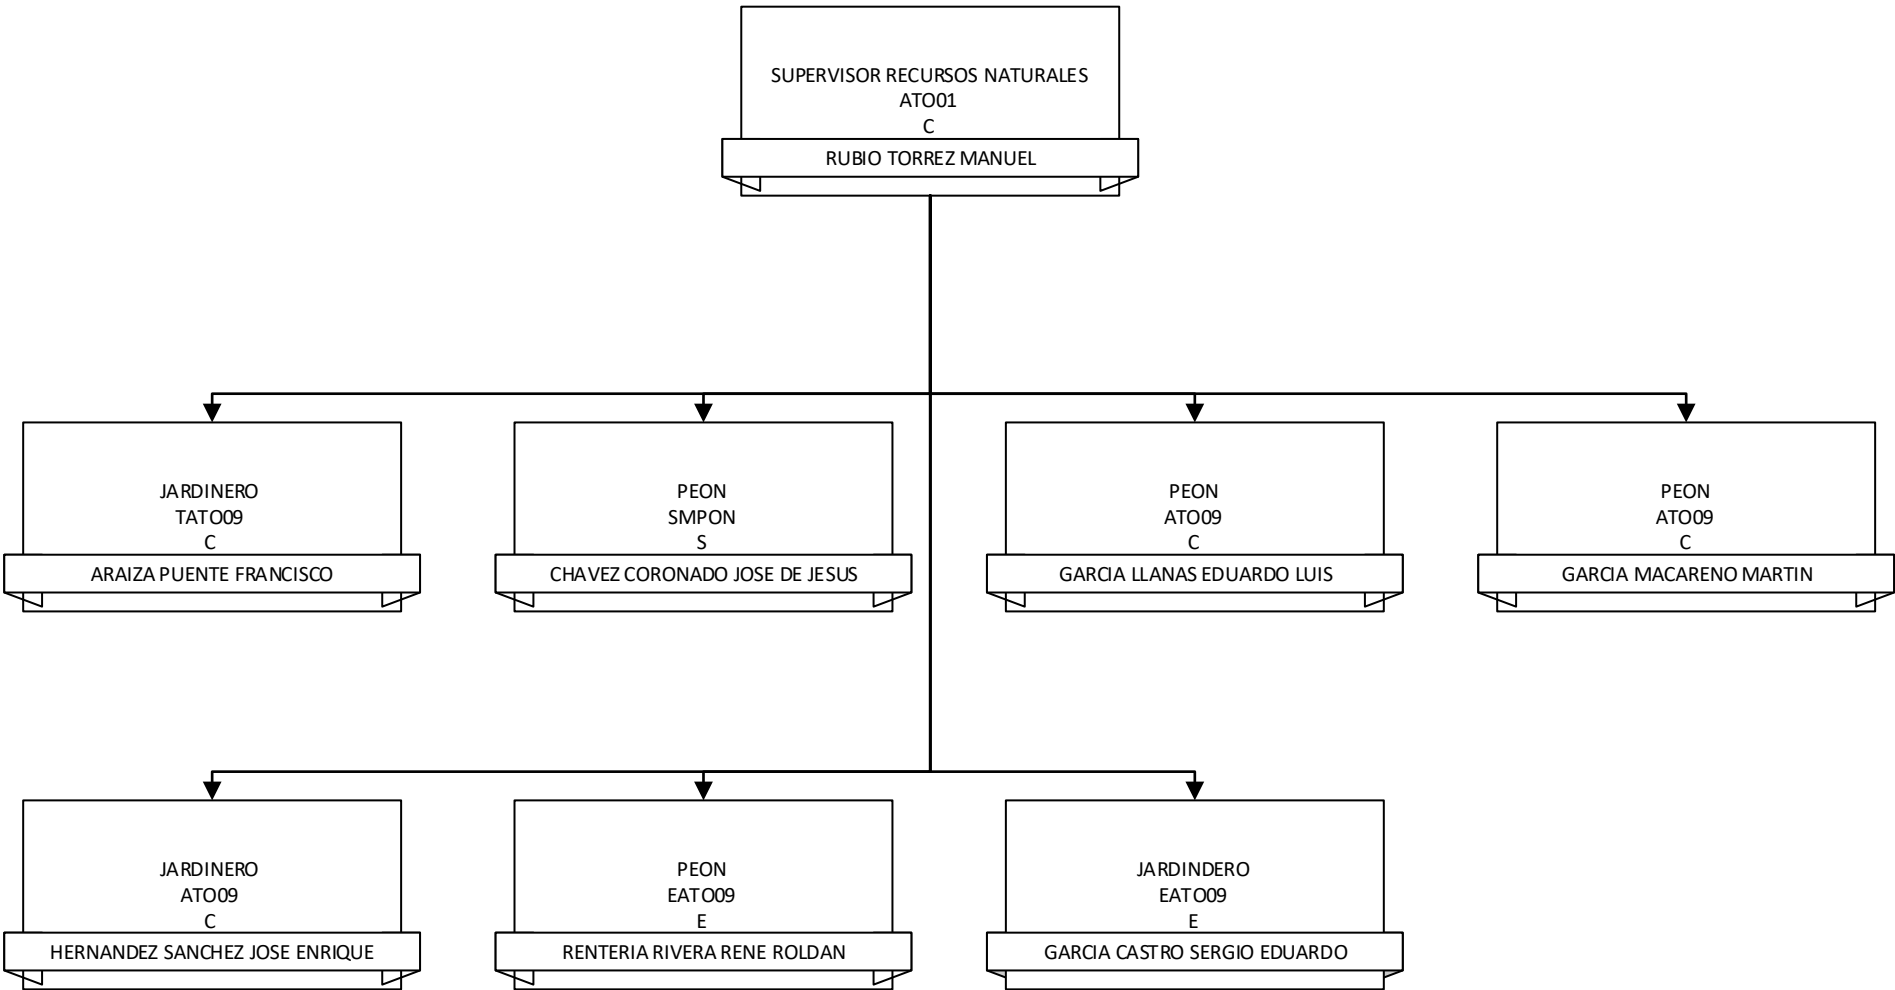 SUPERVISOR RECURSOS NATURALES
ATO01
C
RUBIO TORREZ MANUEL
JARDINERO
TATO09
C
ARAIZA PUENTE FRANCISCO
PEON
SMPON
S
CHAVEZ CORONADO JOSE DE JESUS
PEON
ATO09
C
GARCIA LLANAS EDUARDO LUIS
PEON
ATO09
C
GARCIA MACARENO MARTIN
JARDINERO
ATO09
C
HERNANDEZ SANCHEZ JOSE ENRIQUE
PEON
EATO09
E
RENTERIA RIVERA RENE ROLDAN
JARDINDERO
EATO09
E
GARCIA CASTRO SERGIO EDUARDO